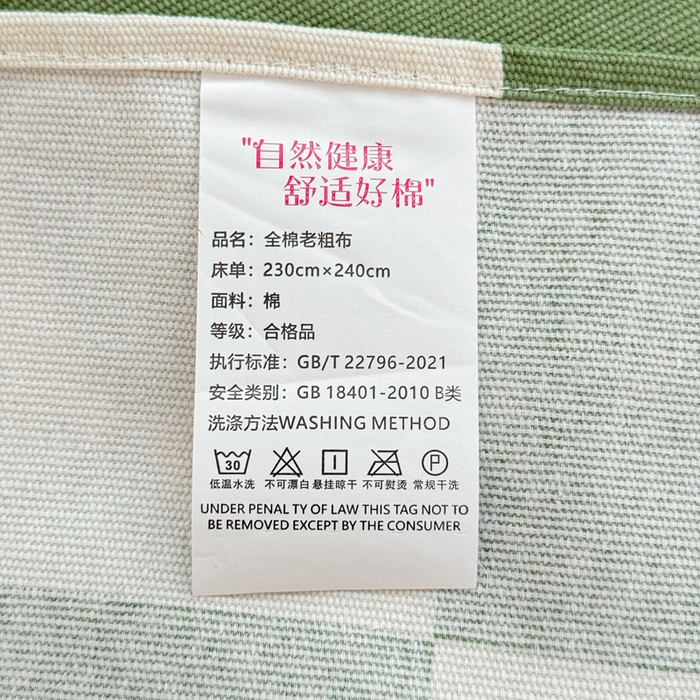 "自然健康
舒适好棉"
品名：全棉老粗布
床单：230cm×240cm
面料：棉
等级：合格品
执行标准：GB/T 22796-2021
安全类别：GB 18401-2010 B类
洗涤方法WASHING METHOD
30 P
低温水洗 不可漂白 悬挂晾干 不可熨烫 常规干洗
UNDER PENAL TY OF LAW THIS TAG NOT TO
BE REMOVED EXCEPT BY THE CONSUMER